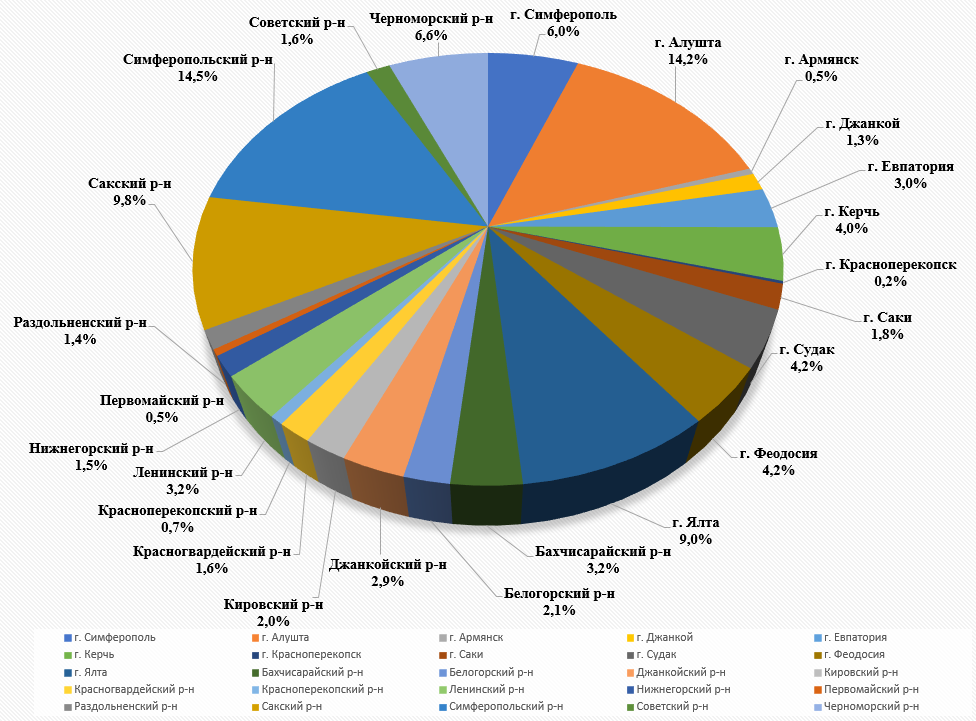 г. Симферополь
6,0%
г. Алушта
14,2%
г. Армянск
0,5%
г. Джанкой
1,3%
г. Евпатория
3,0%
г. Керчь
4,0%
г. Красноперекопск
0,2%
г. Саки
1,8%
г. Судак
4,2%
г. Феодосия
4,2%
г. Ялта
9,0%
Бахчисарайский р-н
3,2%
Белогорский р-н
2,1%
Джанкойский р-н
2,9%
Кировский р-н
2,0%
Красногвардейский р-н
1,6%
Красноперекопский р-н
0,7%
Ленинский р-н
3,2%
Нижнегорский р-н
1,5%
Первомайский р-н
0,5%
Раздольненский р-н
1,4%
Сакский р-н
9,8%
Симферопольский р-н
14,5%
Советский р-н
1,6%
Черноморский р-н
6,6%
г. Симферополь г. Алушта г. Армянск г. Джанкой г. Евпатория
г. Керчь г. Красноперекопск г. Саки г. Судак г. Феодосия
г. Ялта Бахчисарайский р-н Белогорский р-н Джанкойский р-н Кировский р-н
Красногвардейский р-н Красноперекопский р-н Ленинский р-н Нижнегорский р-н Первомайский р-н
Раздольненский р-н Сакский р-н Симферопольский р-н Советский р-н Черноморский р-н